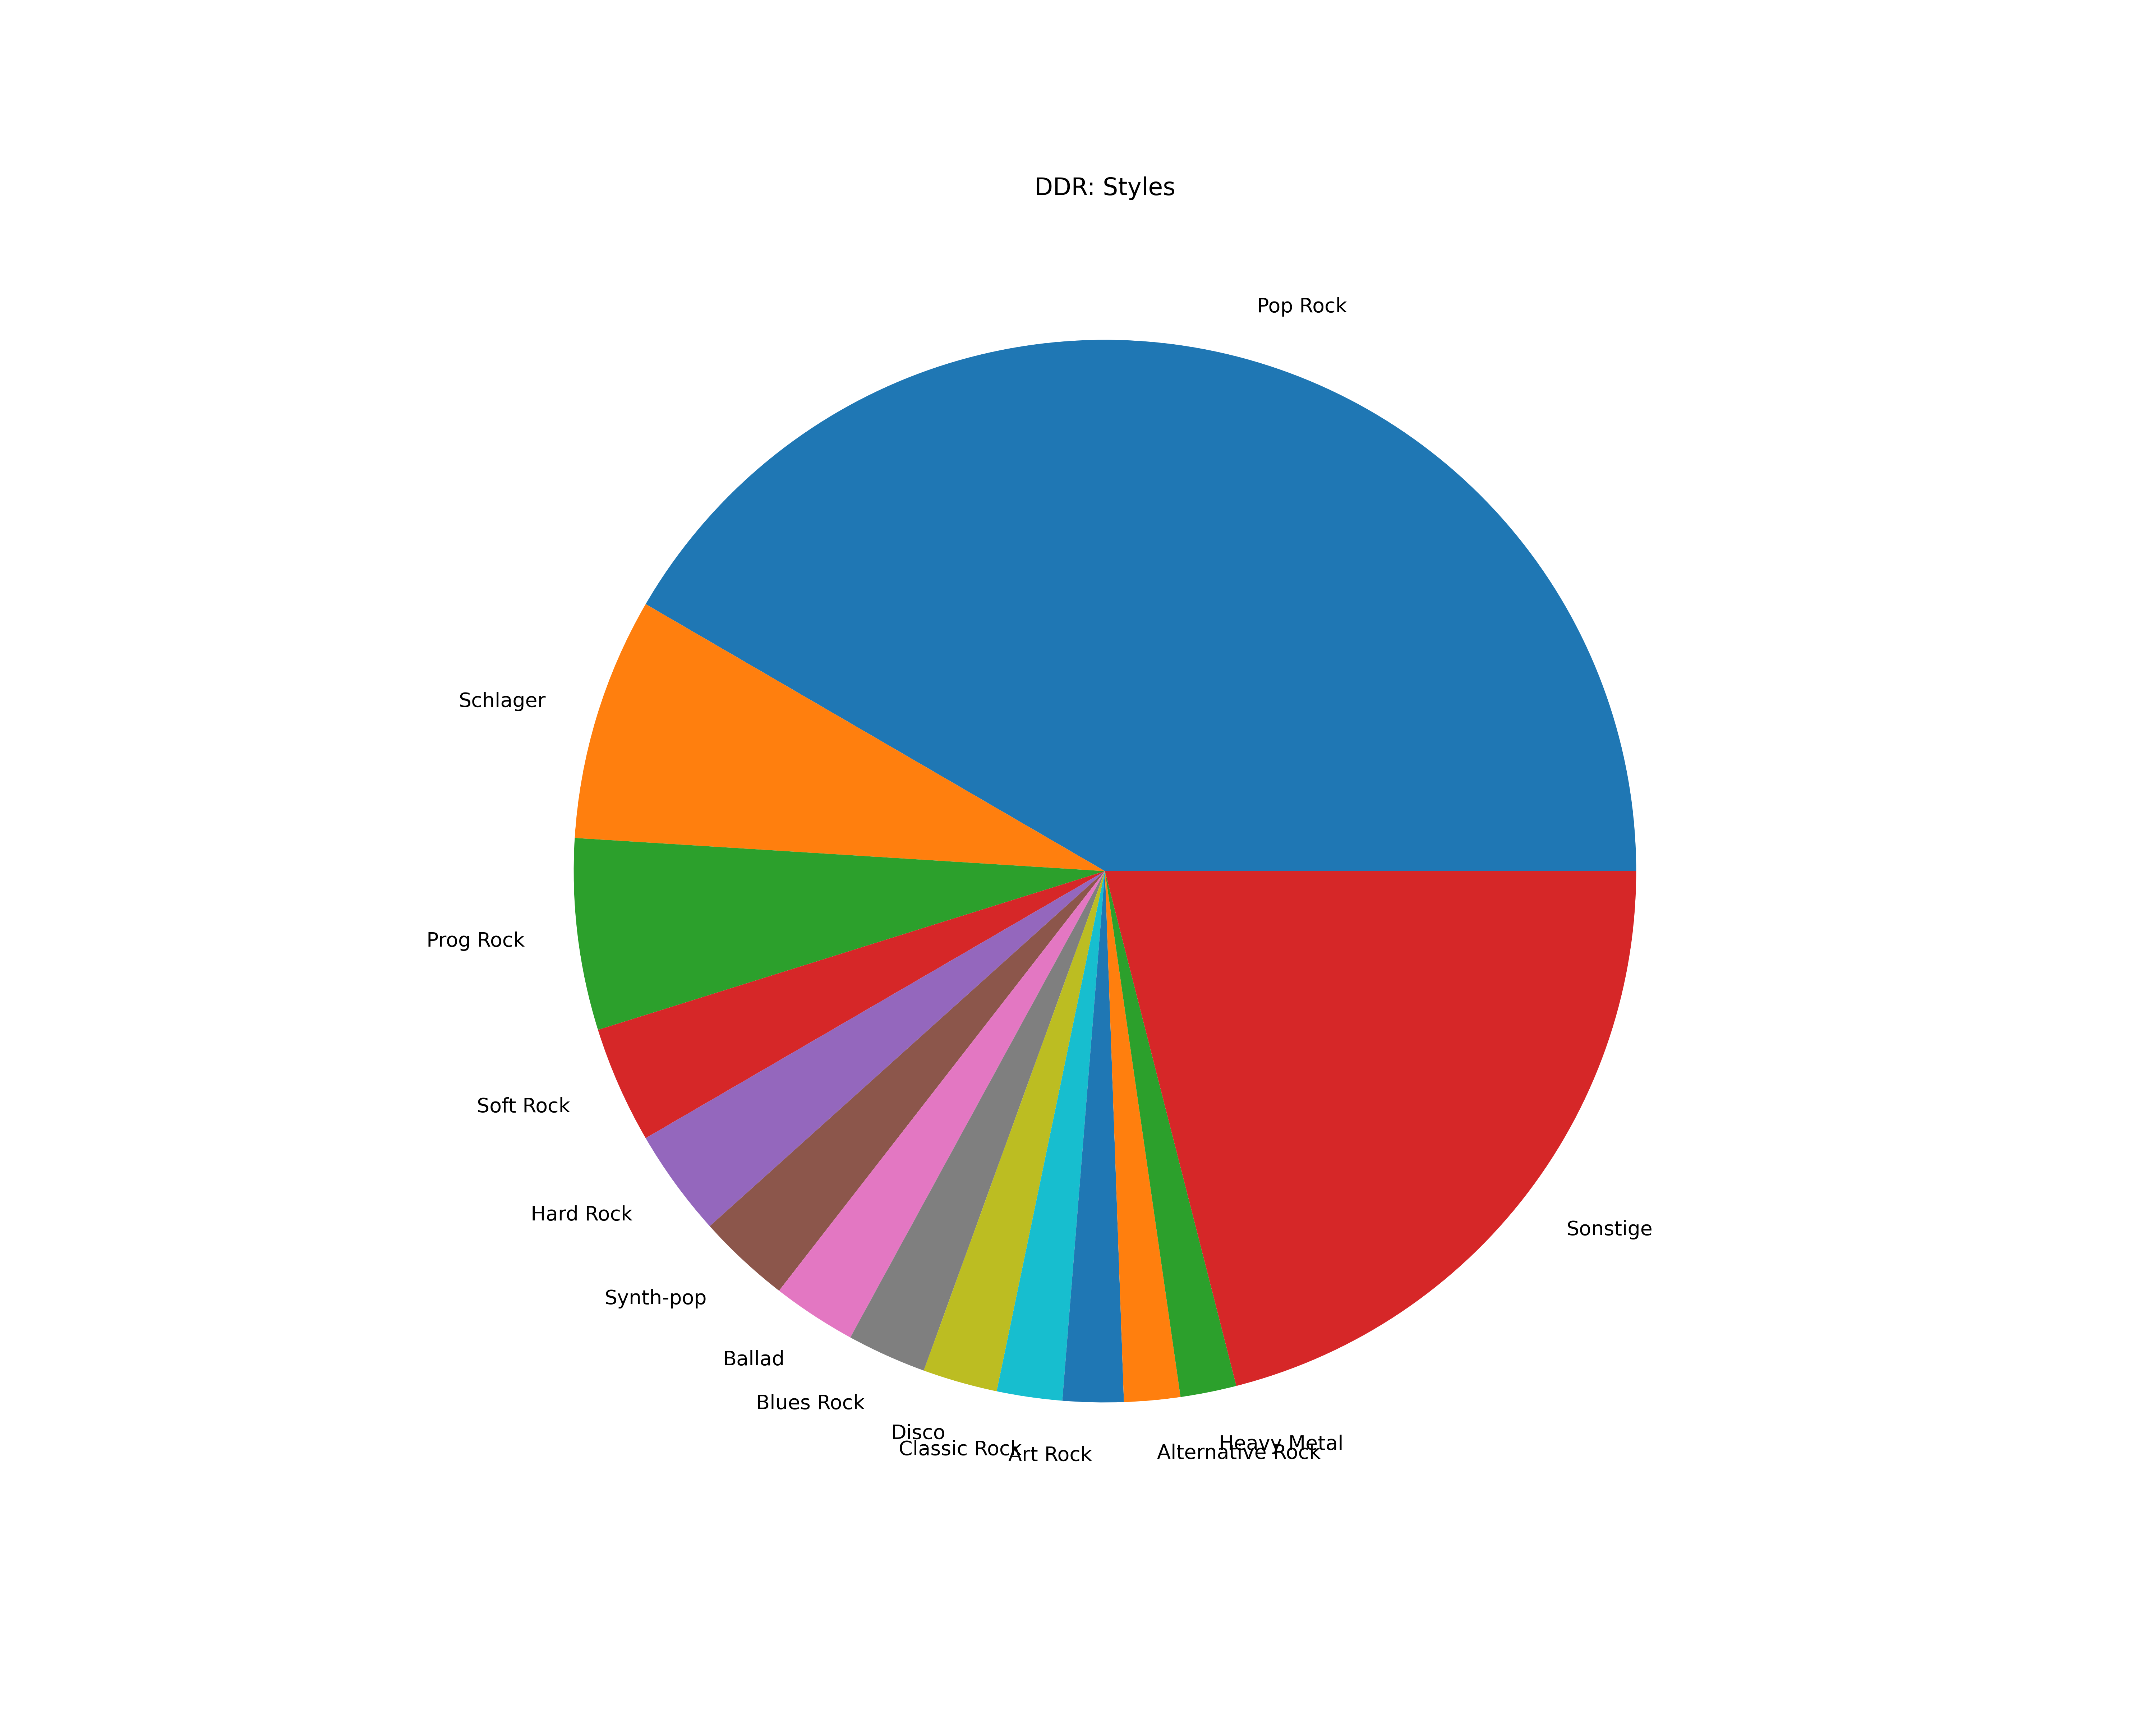 DDR: Styles
Pop Rock
Schlager
Prog Rock
Soft Rock
Hard Rock
Synth-pop
Ballad
Blues Rock
Disco
Classic Rock
Art Rock
Alternative Rock
Heavy Metal
Sonstige